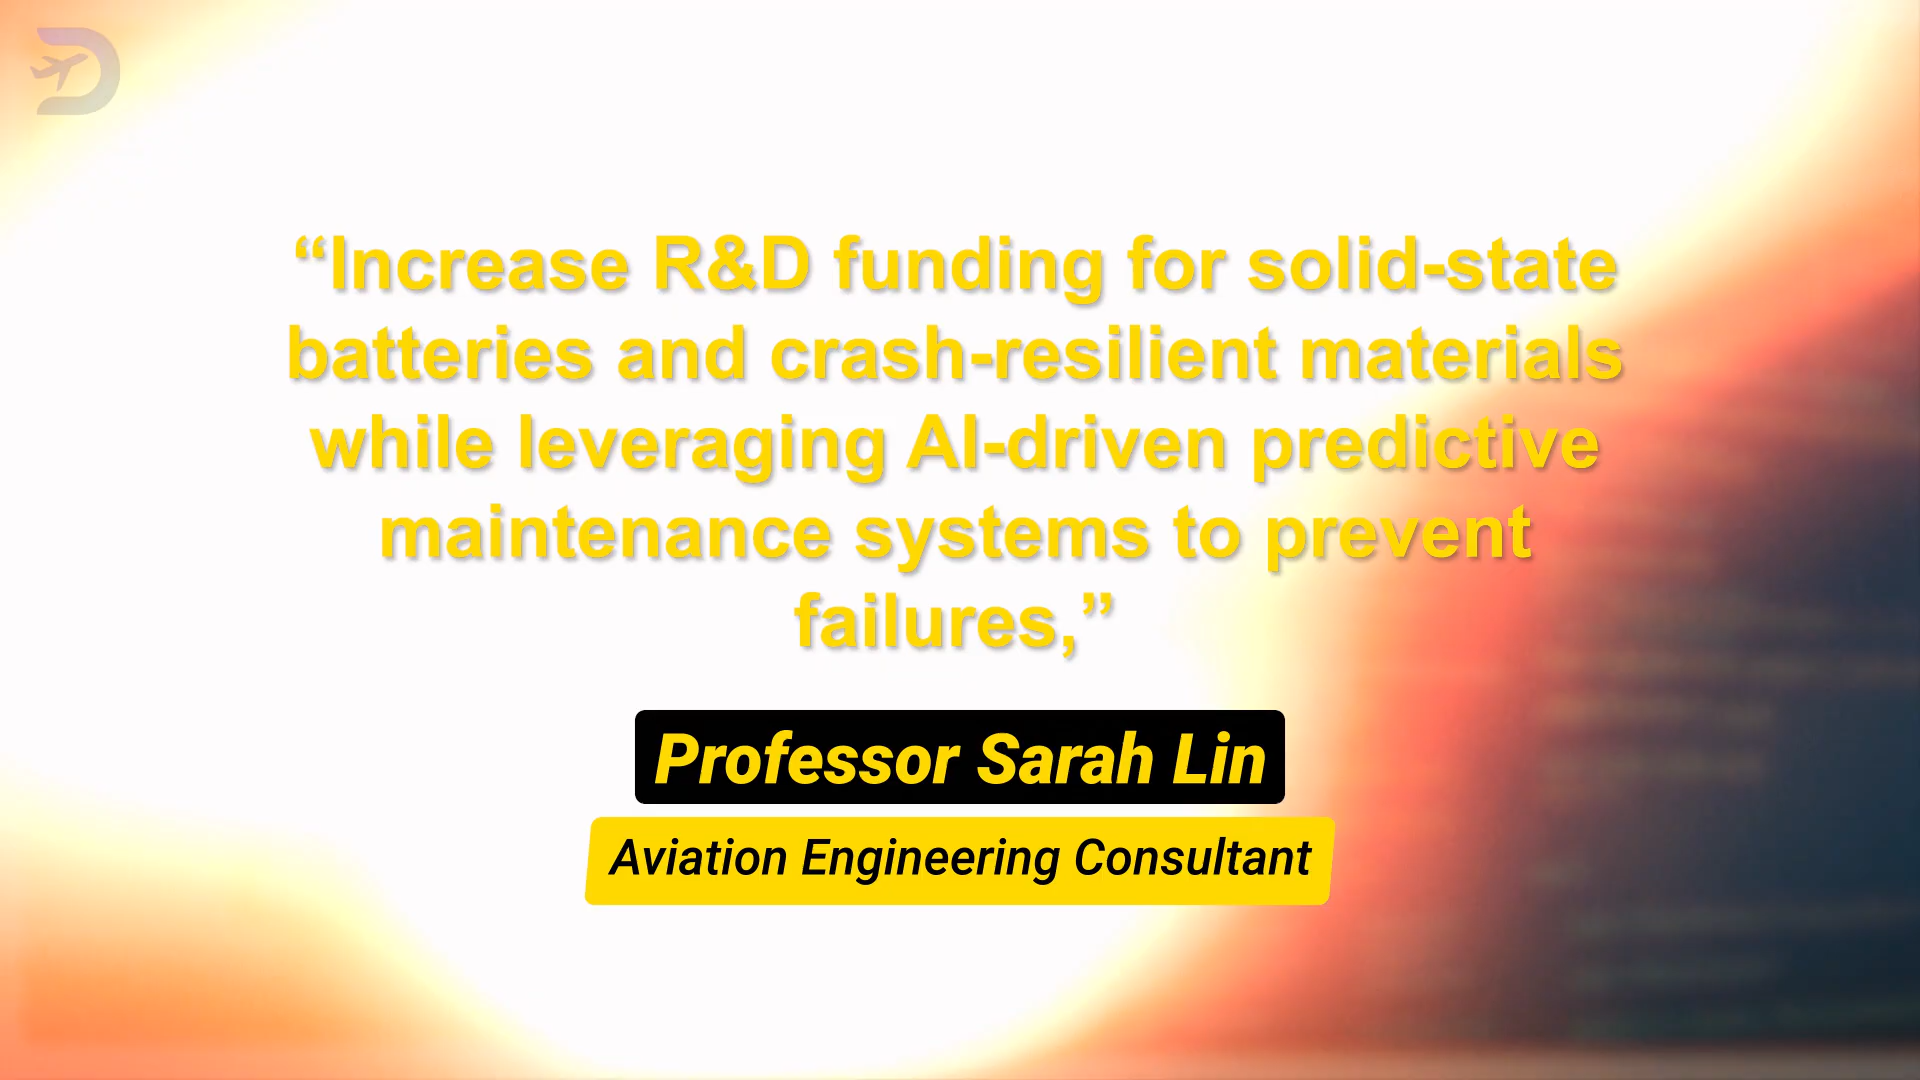 “Increase R&D funding for solid-state
batteries and crash-resilient materials
while leveraging AI-driven predictive
maintenance systems to prevent
failures,”
Professor Sarah Lin
Aviation Engineering Consultant